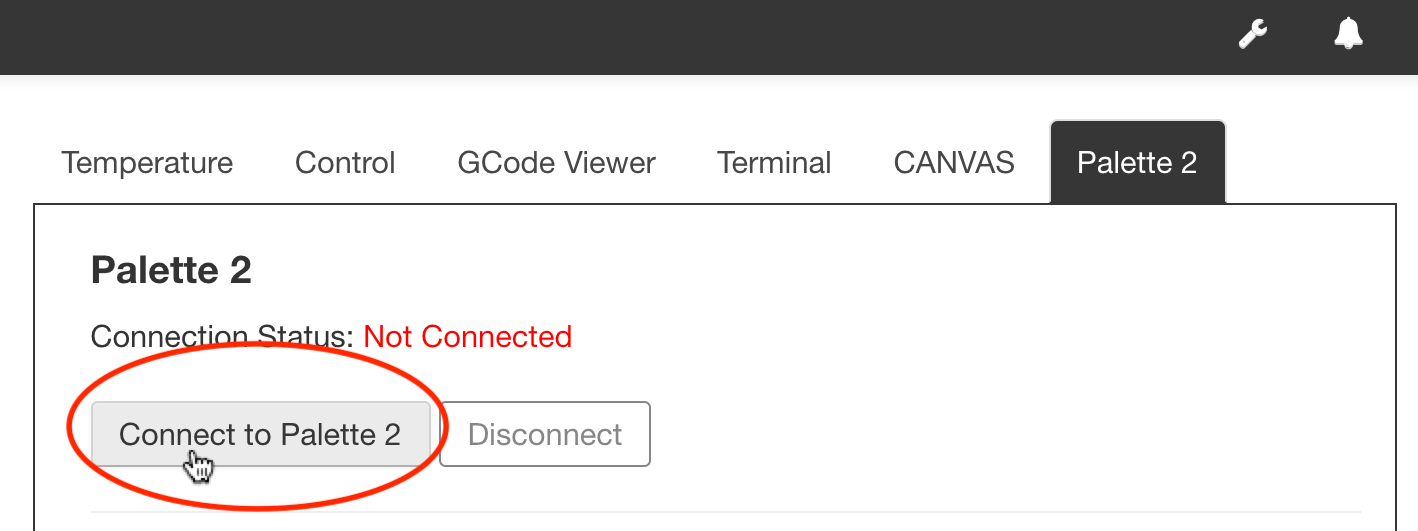 Temperature Control GCode Viewer Terminal CANVAS Palette 2
Palette 2
Connection Status: Not Connected
Connect to Palette 2 Disconnect